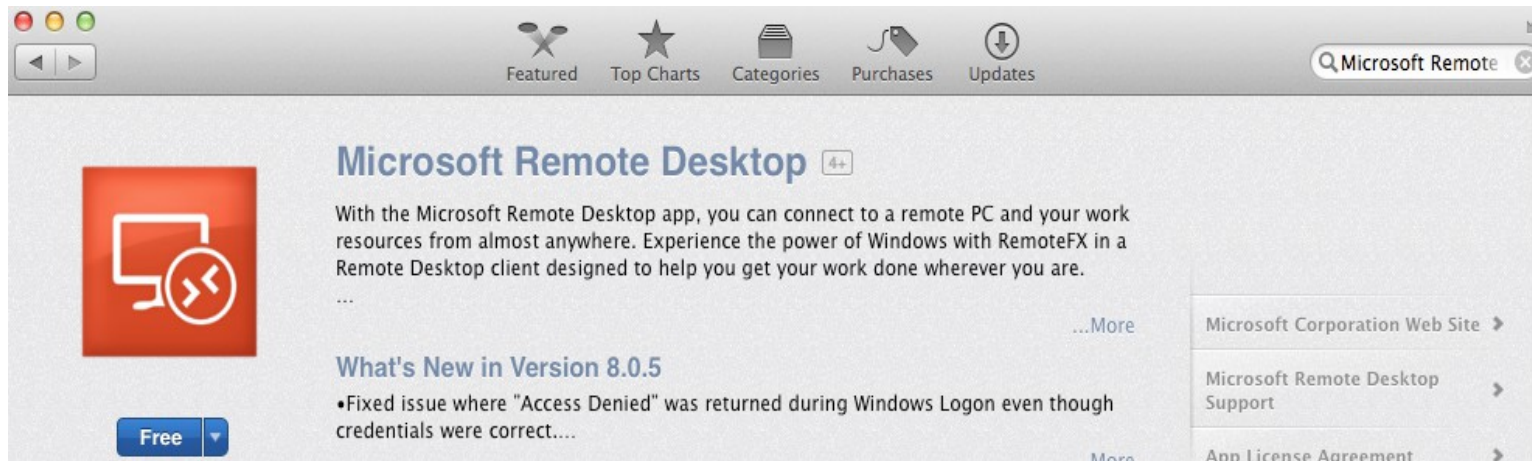 Featured Top Charts Categories Purchases Updates
Microsoft Remote
Microsoft Remote Desktop 4+
With the Microsoft Remote Desktop app, you can connect to a remote PC and your work
resources from almost anywhere. Experience the power of Windows with RemoteFX in a
Remote Desktop client designed to help you get your work done wherever you are.
...
...More
What's New in Version 8.0.5
•Fixed issue where "Access Denied" was returned during Windows Logon even though
credentials were correct....
More
Free
Microsoft Corporation Web Site
Microsoft Remote Desktop
Support
App License Agreement